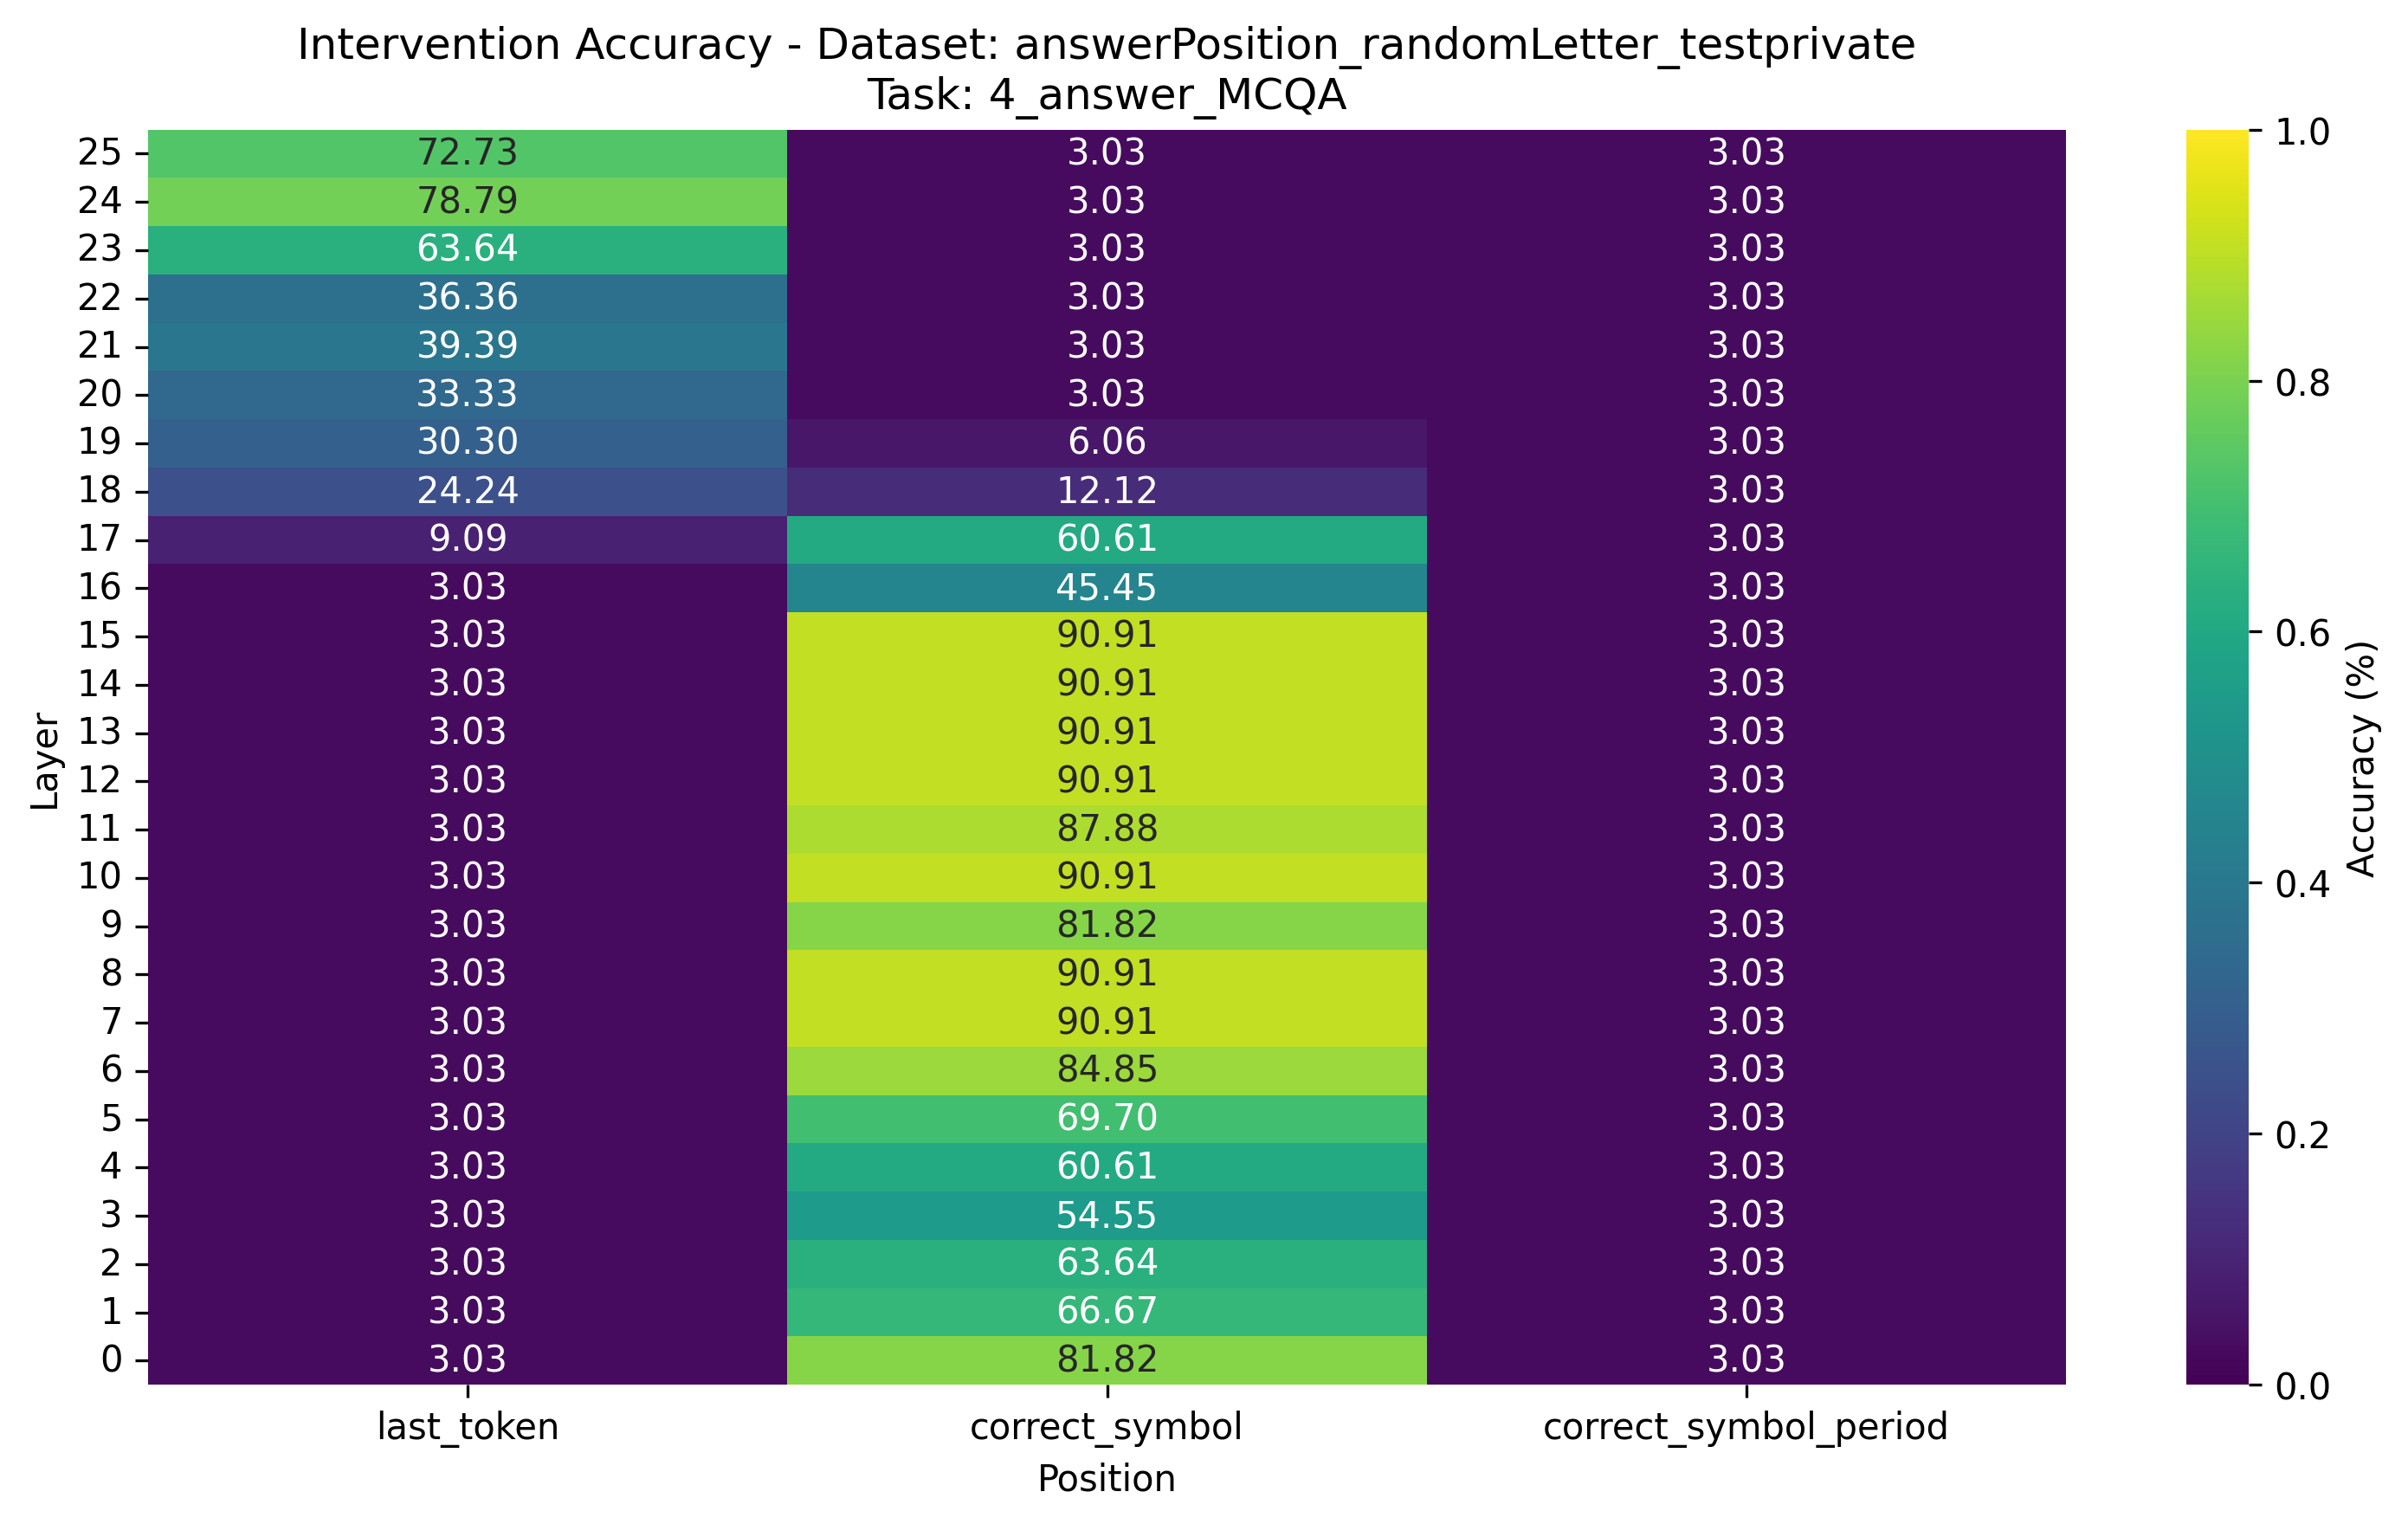 Intervention Accuracy - Dataset: answerPosition_randomLetter_testprivate
Task: 4_answer_MCQA
25 72.73 3.03 3.03
24 78.79 3.03 3.03
23 63.64 3.03 3.03
22 36.36 3.03 3.03
21 39.39 3.03 3.03
20 33.33 3.03 3.03
19 30.30 6.06 3.03
18 24.24 12.12 3.03
17 9.09 60.61 3.03
16 3.03 45.45 3.03
15 3.03 90.91 3.03
14 3.03 90.91 3.03
13 3.03 90.91 3.03
12 3.03 90.91 3.03
11 3.03 87.88 3.03
10 3.03 90.91 3.03
9 3.03 81.82 3.03
8 3.03 90.91 3.03
7 3.03 90.91 3.03
6 3.03 84.85 3.03
5 3.03 69.70 3.03
4 3.03 60.61 3.03
3 3.03 54.55 3.03
2 3.03 63.64 3.03
1 3.03 66.67 3.03
0 3.03 81.82 3.03
last_token correct_symbol correct_symbol_period
Position
Layer
1.0
0.8
0.6
0.4
0.2
0.0
Accuracy (%)